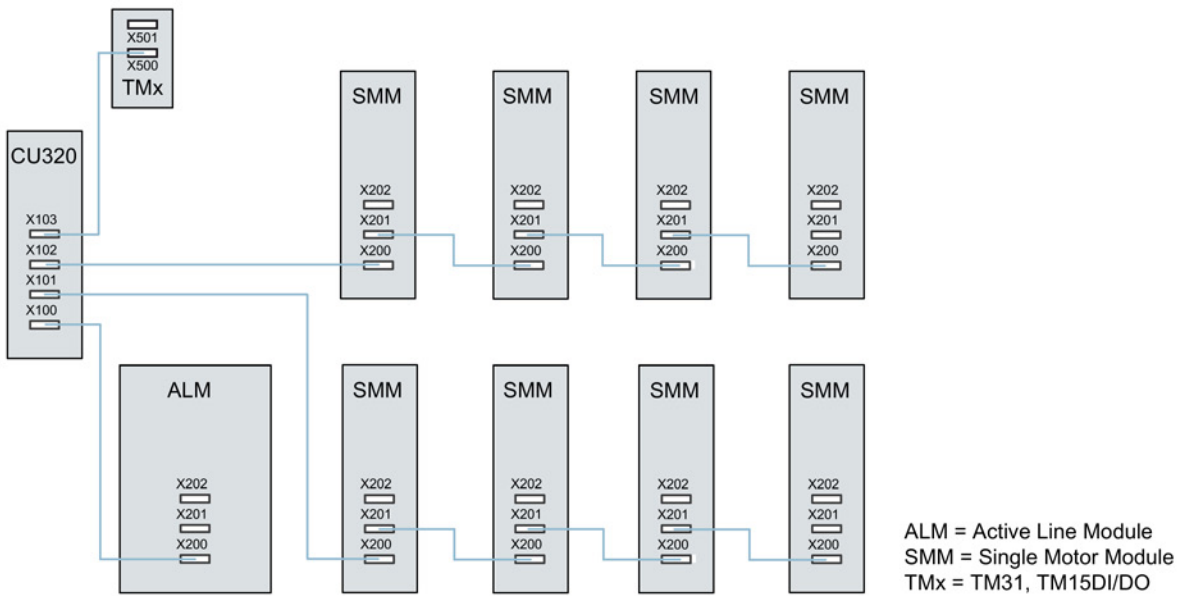 X501
X500
TMx
CU320
X103
X102
X101
X100
SMM
X202
X201
X200
SMM
X202
X201
X200
SMM
X202
X201
X200
SMM
X202
X201
X200
ALM
X202
X201
X200
SMM
X202
X201
X200
SMM
X202
X201
X200
SMM
X202
X201
X200
SMM
X202
X201
X200
ALM = Active Line Module
SMM = Single Motor Module
TMx = TM31, TM15DI/DO